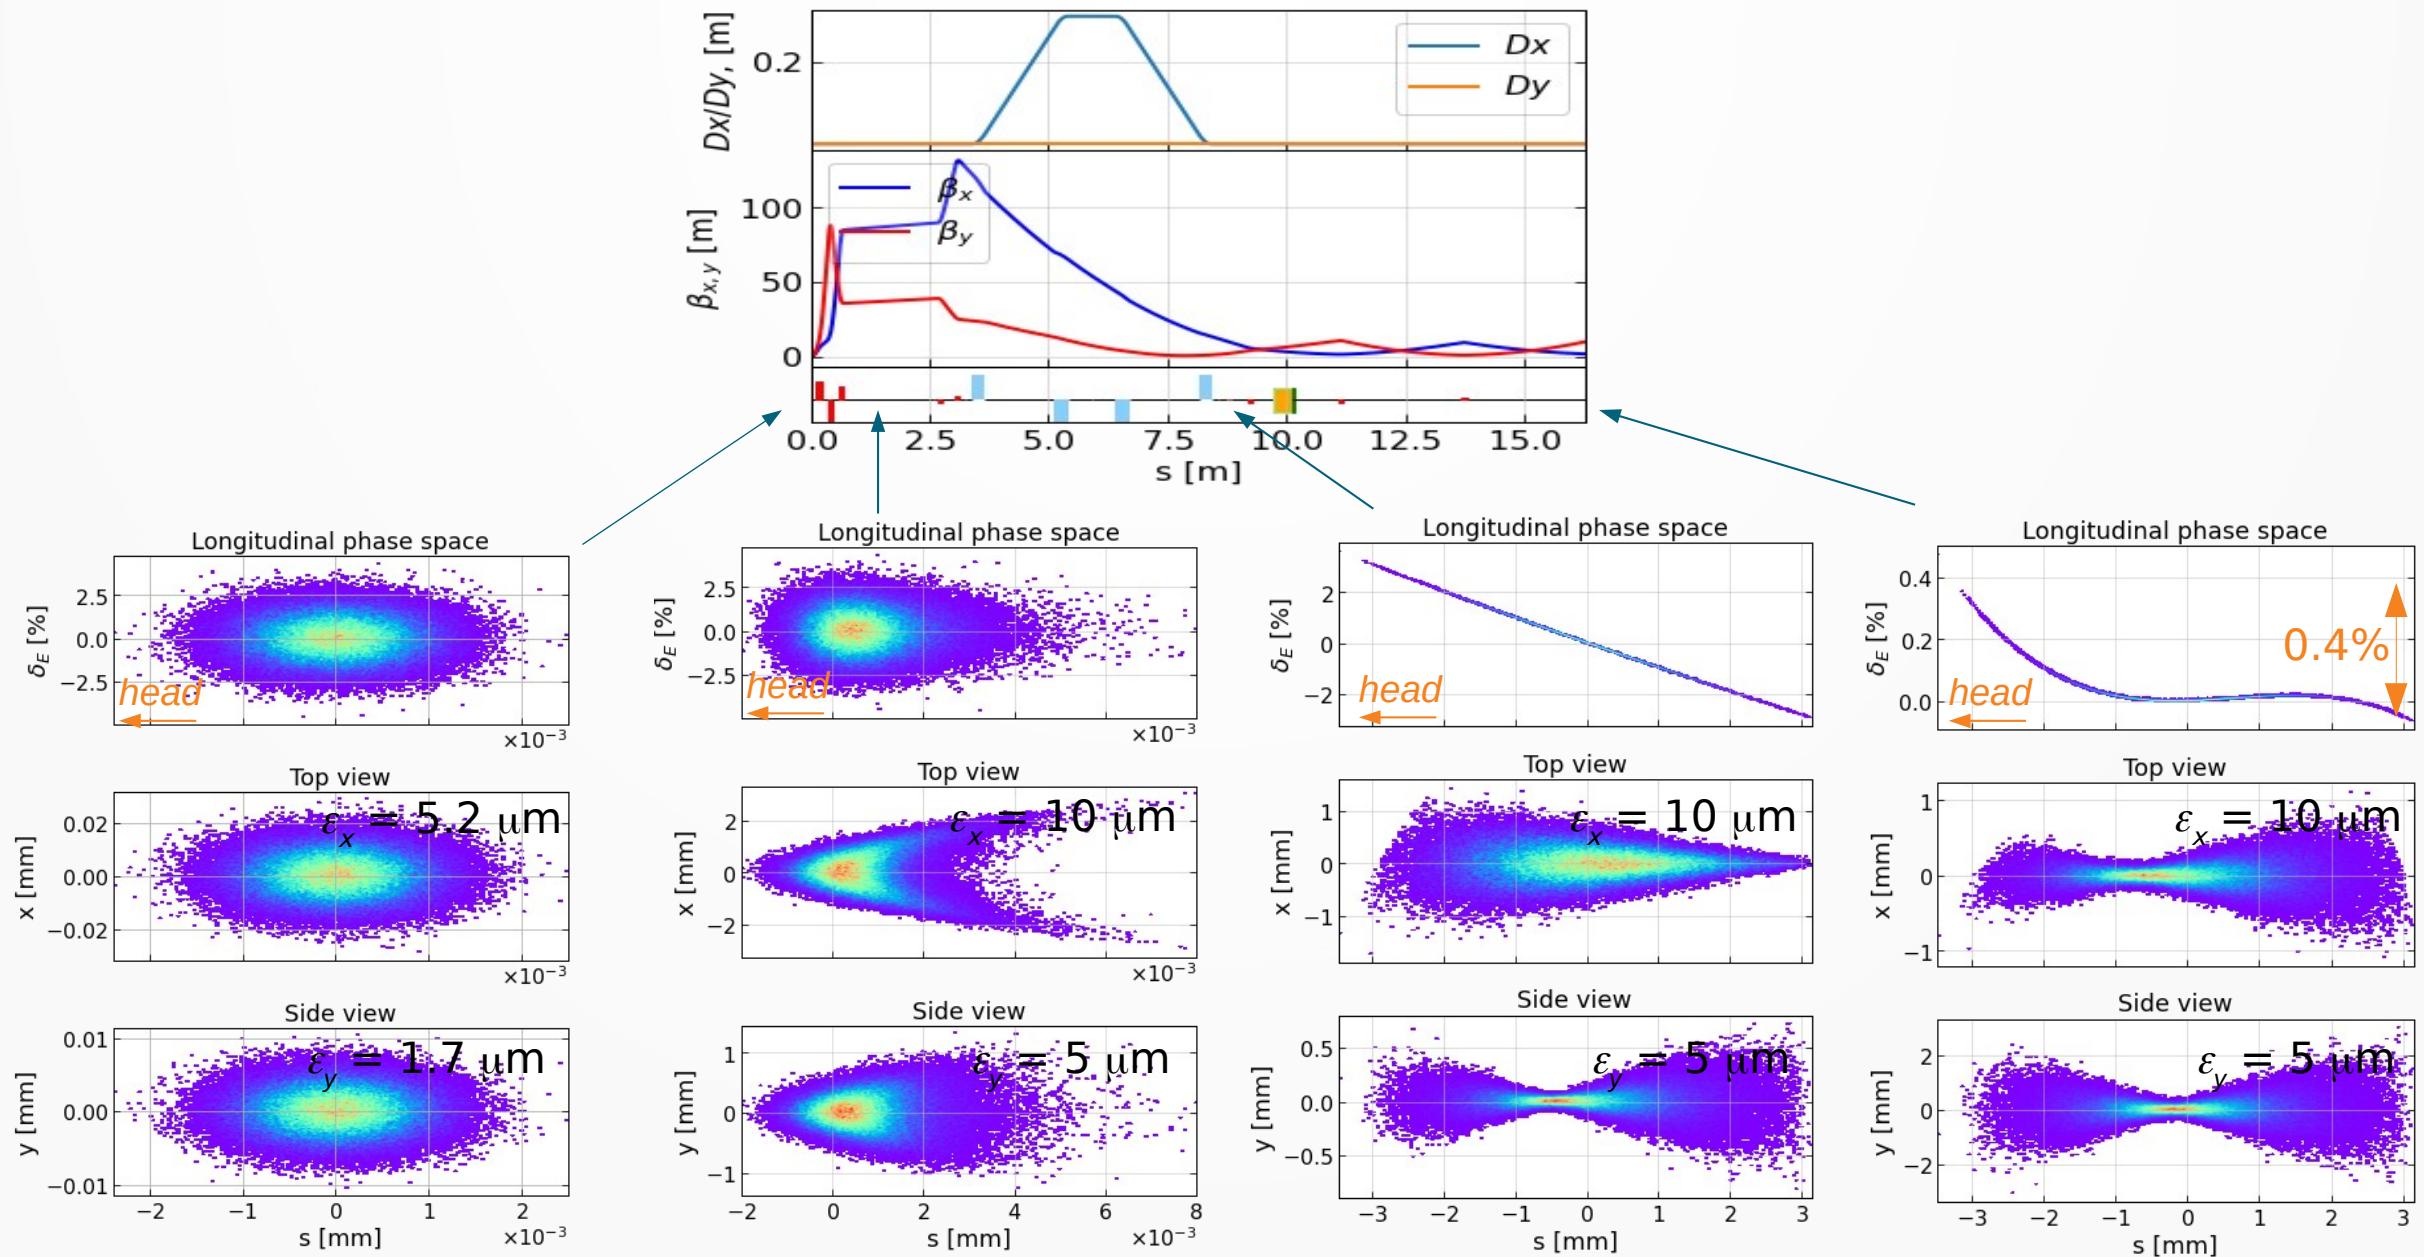 Dx/Dy, [m]
0.2
Dx
Dy
βx,y [m]
100
50
0
βx
βy
0.0 2.5 5.0 7.5 10.0 12.5 15.0
s [m]
Longitudinal phase space
δE [%]
2.5
0.0
−2.5
head
×10−3
Top view
x [mm]
0.02
0.00
−0.02
εx = 5.2 μm
×10−3
Side view
y [mm]
0.01
0.00
−0.01
εy = 1.7 μm
−2 −1 0 1 2
s [mm]
×10−3
Longitudinal phase space
δE [%]
2.5
0.0
−2.5
head
×10−3
Top view
x [mm]
2
0
−2
εx = 10 μm
×10−3
Side view
y [mm]
1
0
−1
εy = 5 μm
−2 0 2 4 6 8
s [mm]
×10−3
Longitudinal phase space
δE [%]
2
0
−2
head
Top view
x [mm]
1
0
−1
εx = 10 μm
Side view
y [mm]
0.5
0.0
−0.5
εy = 5 μm
−3 −2 −1 0 1 2 3
s [mm]
Longitudinal phase space
δE [%]
0.4
0.2
0.0
0.4%
head
Top view
x [mm]
1
0
−1
εx = 10 μm
Side view
y [mm]
2
0
−2
εy = 5 μm
−3 −2 −1 0 1 2 3
s [mm]